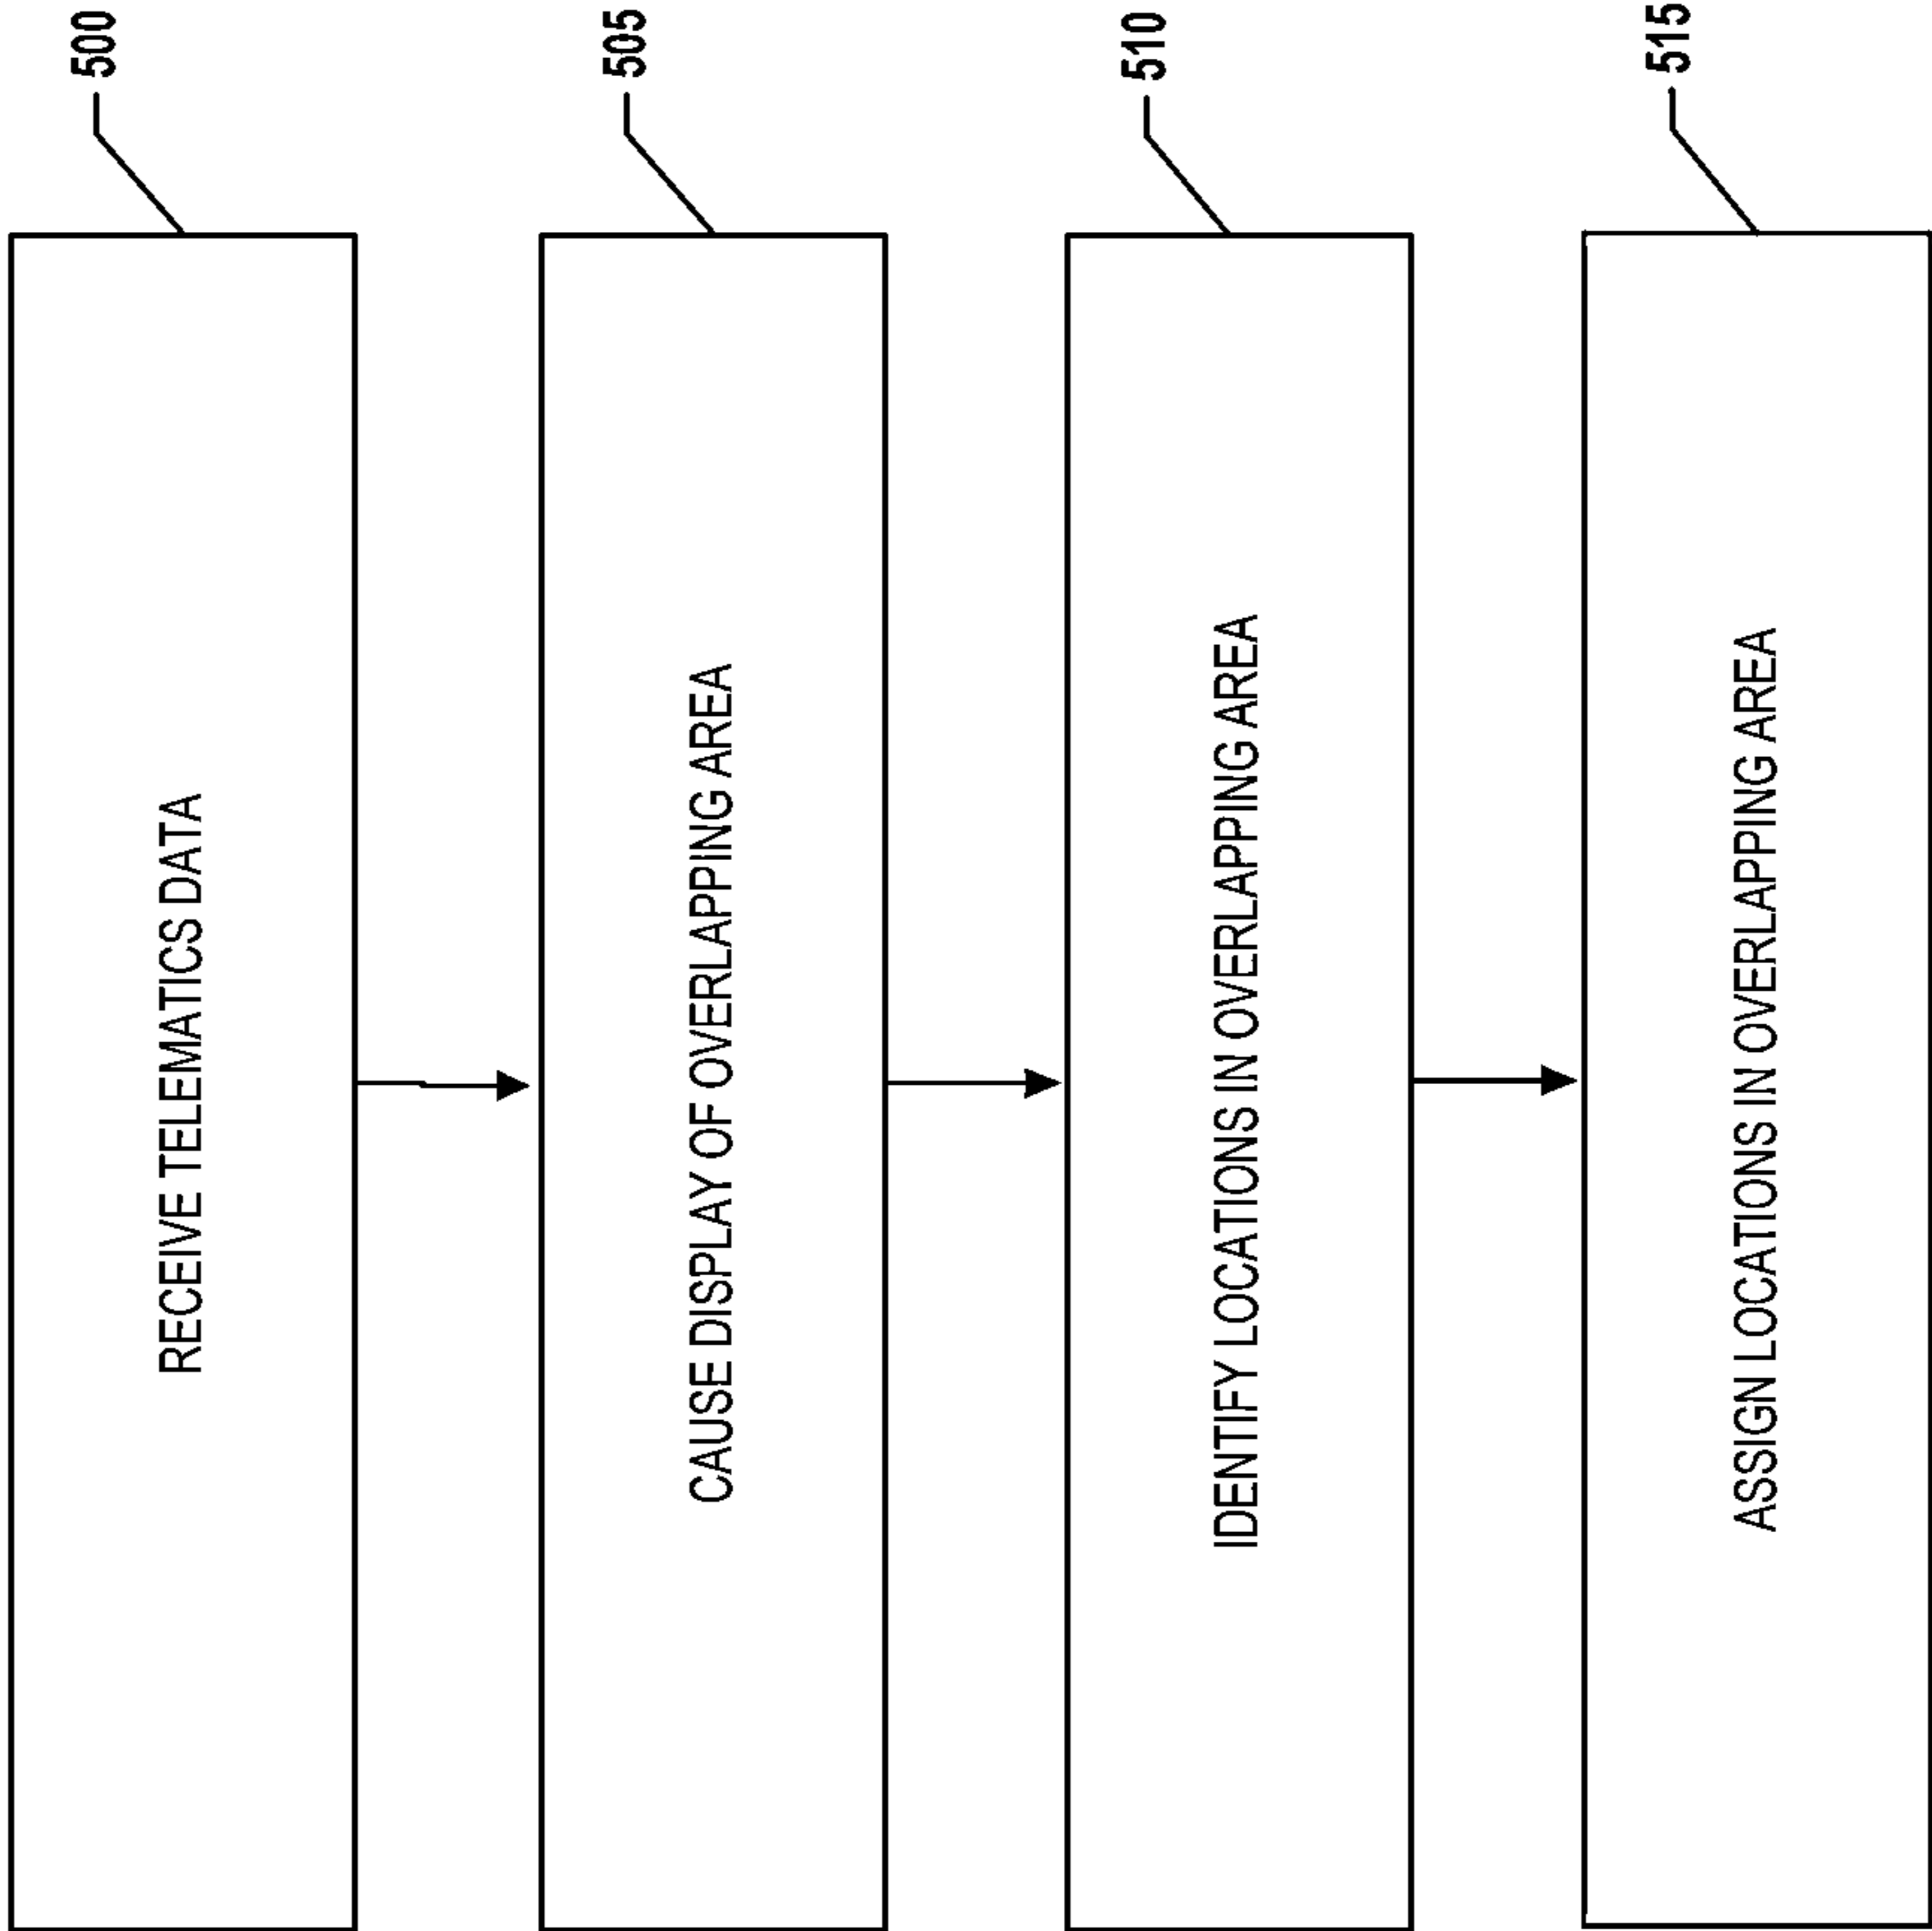 500
RECEIVE TELEMATICS DATA
505
CAUSE DISPLAY OF OVERLAPPING AREA
510
IDENTIFY LOCATIONS IN OVERLAPPING AREA
515
ASSIGN LOCATIONS IN OVERLAPPING AREA